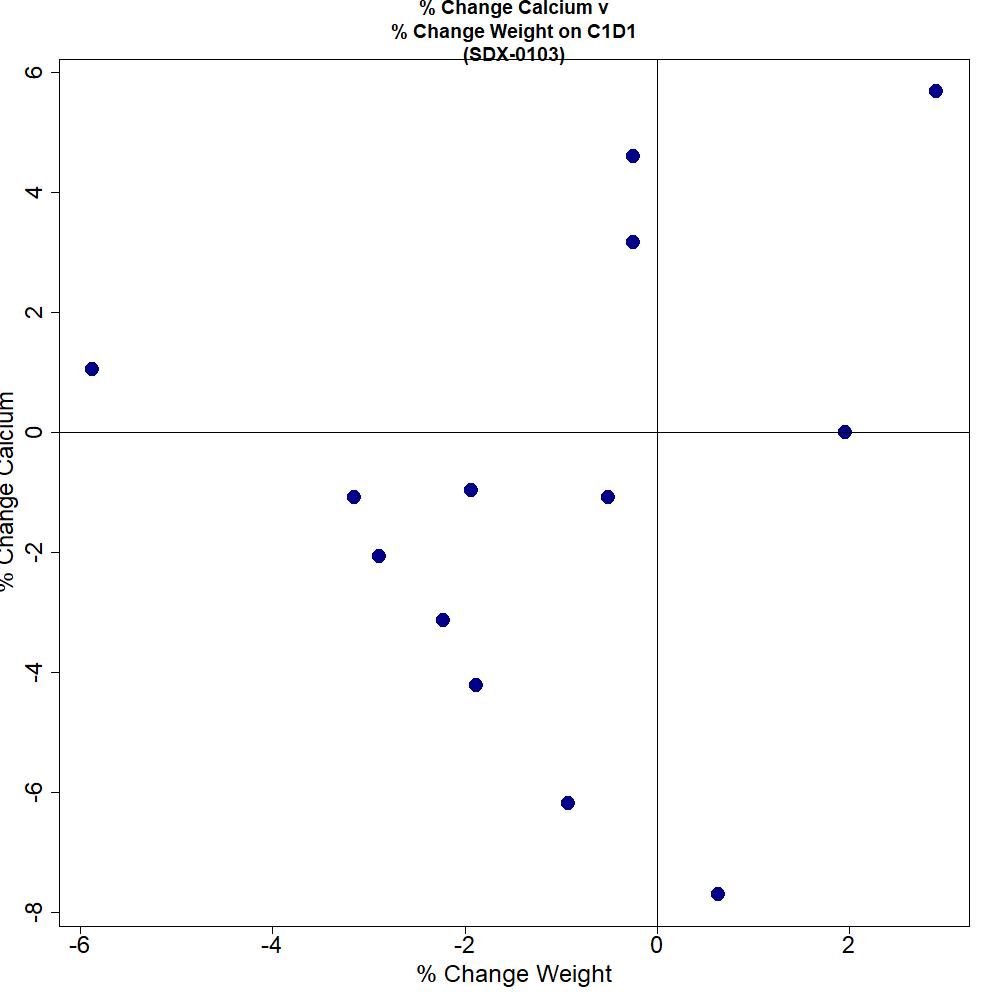 % Change Calcium v
% Change Weight on C1D1
(SDX-0103)
6
4
2
0
-2
-4
-6
-8
% Change Calcium
-6
-4
-2
0
2
% Change Weight